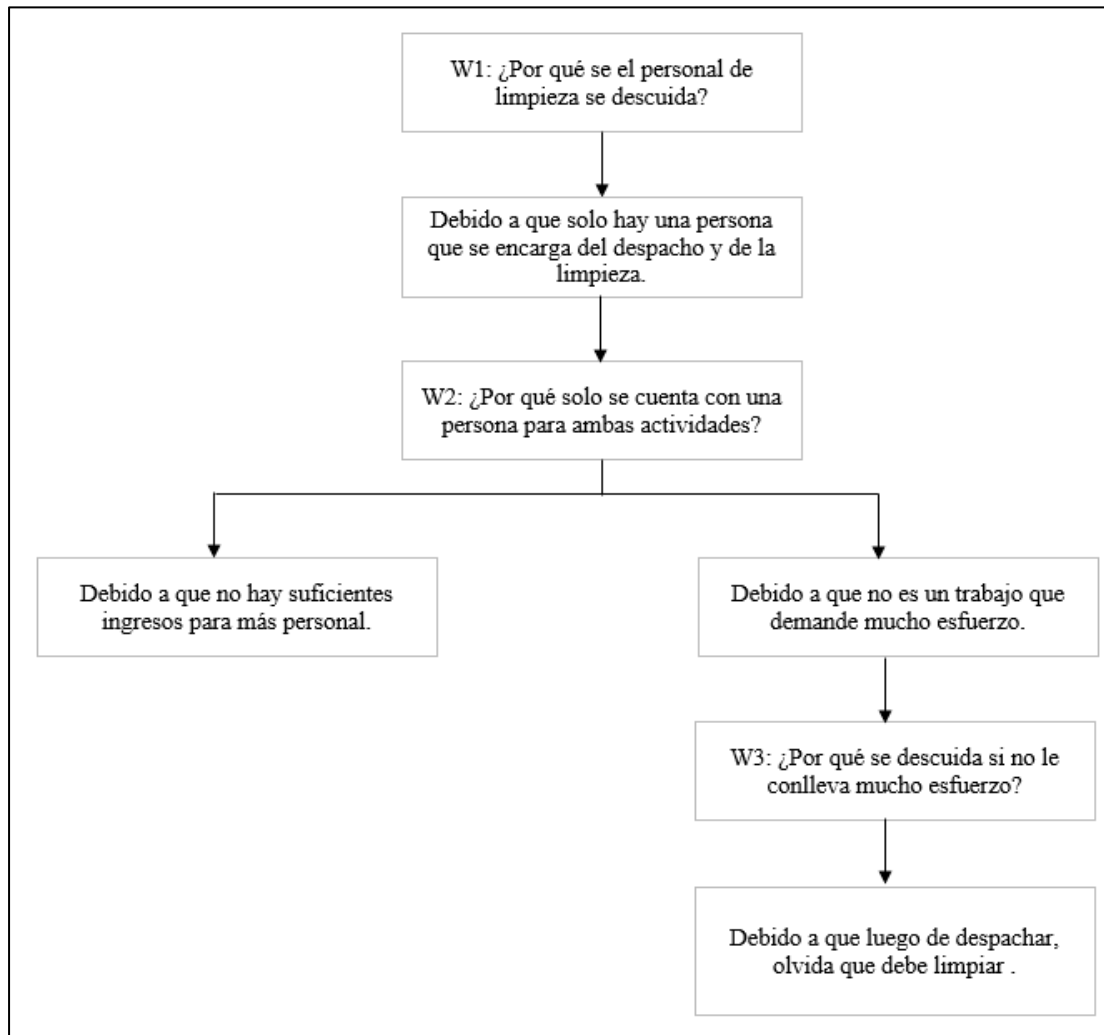 W1: ¿Por qué se el personal de
limpieza se descuida?
Debido a que solo hay una persona
que se encarga del despacho y de la
limpieza.
W2: ¿Por qué solo se cuenta con una
persona para ambas actividades?
Debido a que no hay suficientes
ingresos para más personal.
Debido a que no es un trabajo que
demande mucho esfuerzo.
W3: ¿Por qué se descuida si no le
conlleva mucho esfuerzo?
Debido a que luego de despachar,
olvida que debe limpiar .